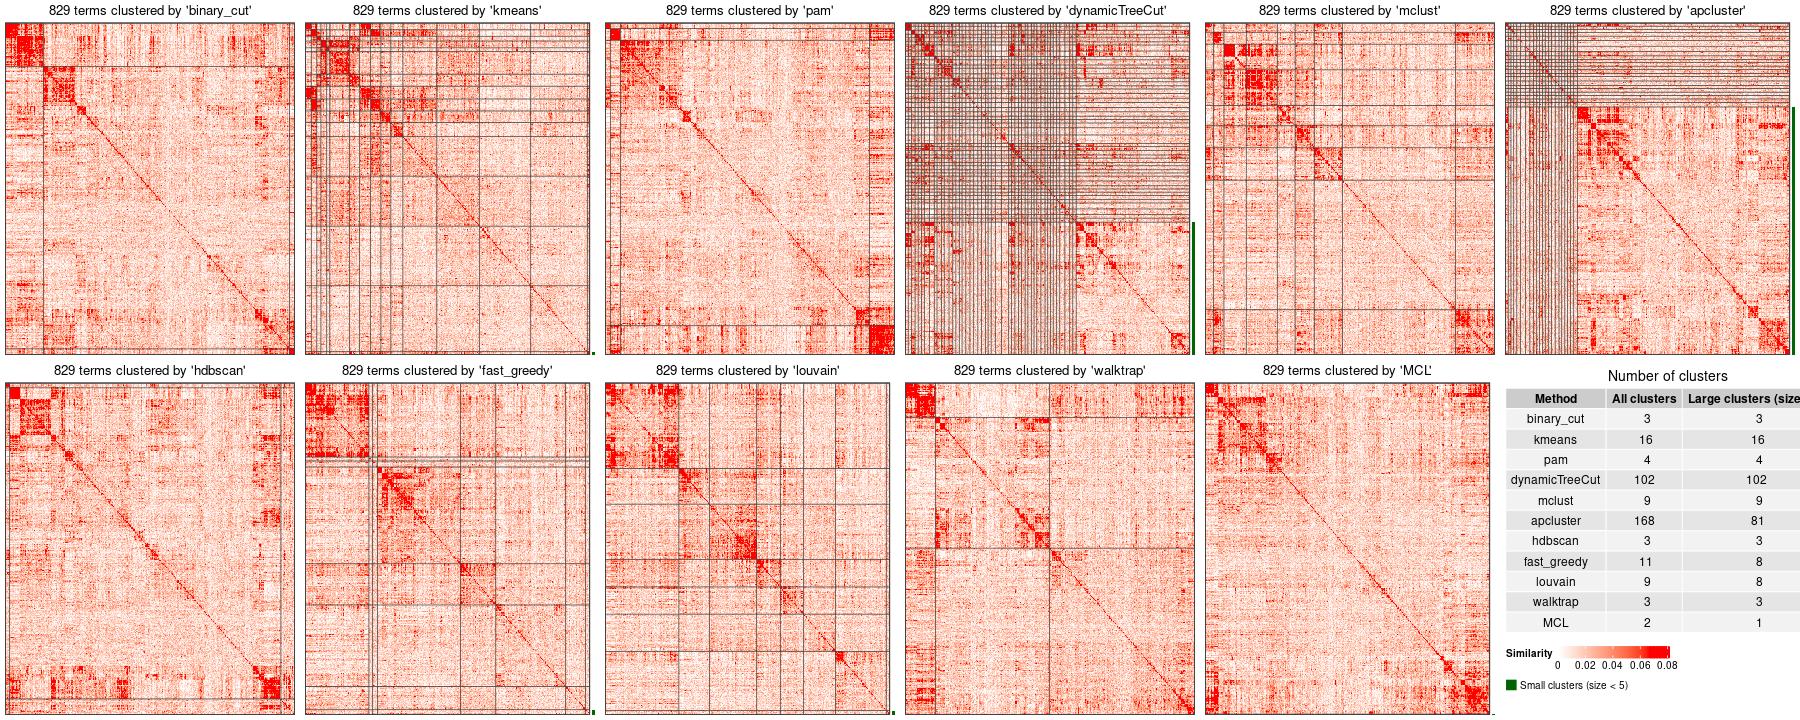 829 terms clustered by 'binary_cut'
829 terms clustered by 'kmeans'
829 terms clustered by 'pam'
829 terms clustered by 'dynamicTreeCut'
829 terms clustered by 'mclust'
829 terms clustered by 'apcluster'
829 terms clustered by 'hdbscan'
829 terms clustered by 'fast_greedy'
829 terms clustered by 'louvain'
829 terms clustered by 'walktrap'
829 terms clustered by 'MCL'
Number of clusters
Method All clusters Large clusters (size
binary_cut 3 3
kmeans 16 16
pam 4 4
dynamicTreeCut 102 102
mclust 9 9
apcluster 168 81
hdbscan 3 3
fast_greedy 11 8
louvain 9 8
walktrap 3 3
MCL 2 1
Similarity
0 0.02 0.04 0.06 0.08
Small clusters (size < 5)